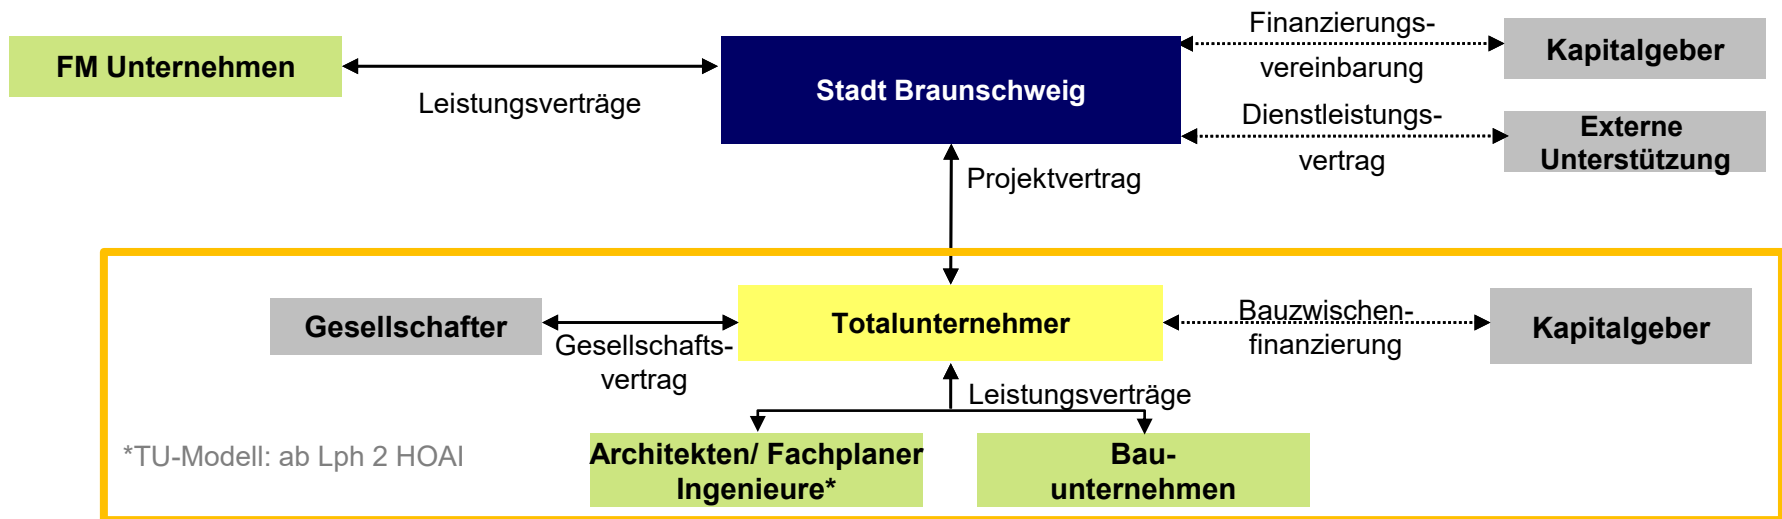 FM Unternehmen
Leistungsverträge
Stadt Braunschweig
Finanzierungs-
vereinbarung
Kapitalgeber
Dienstleistungs-
vertrag
Externe
Unterstützung
Projektvertrag
Gesellschafter
Gesellschafts-
vertrag
Totalunternehmer
Bauzwischen-
finanzierung
Kapitalgeber
Leistungsverträge
*TU-Modell: ab Lph 2 HOAI
Architekten/ Fachplaner
Ingenieure*
Bau-
unternehmen